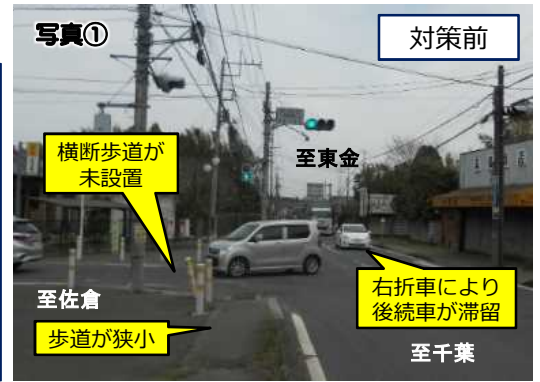 写真①
対策前
横断歩道が
未設置
至東金
至佐倉
右折車により
後続車が滞留
歩道が狭小
至千葉